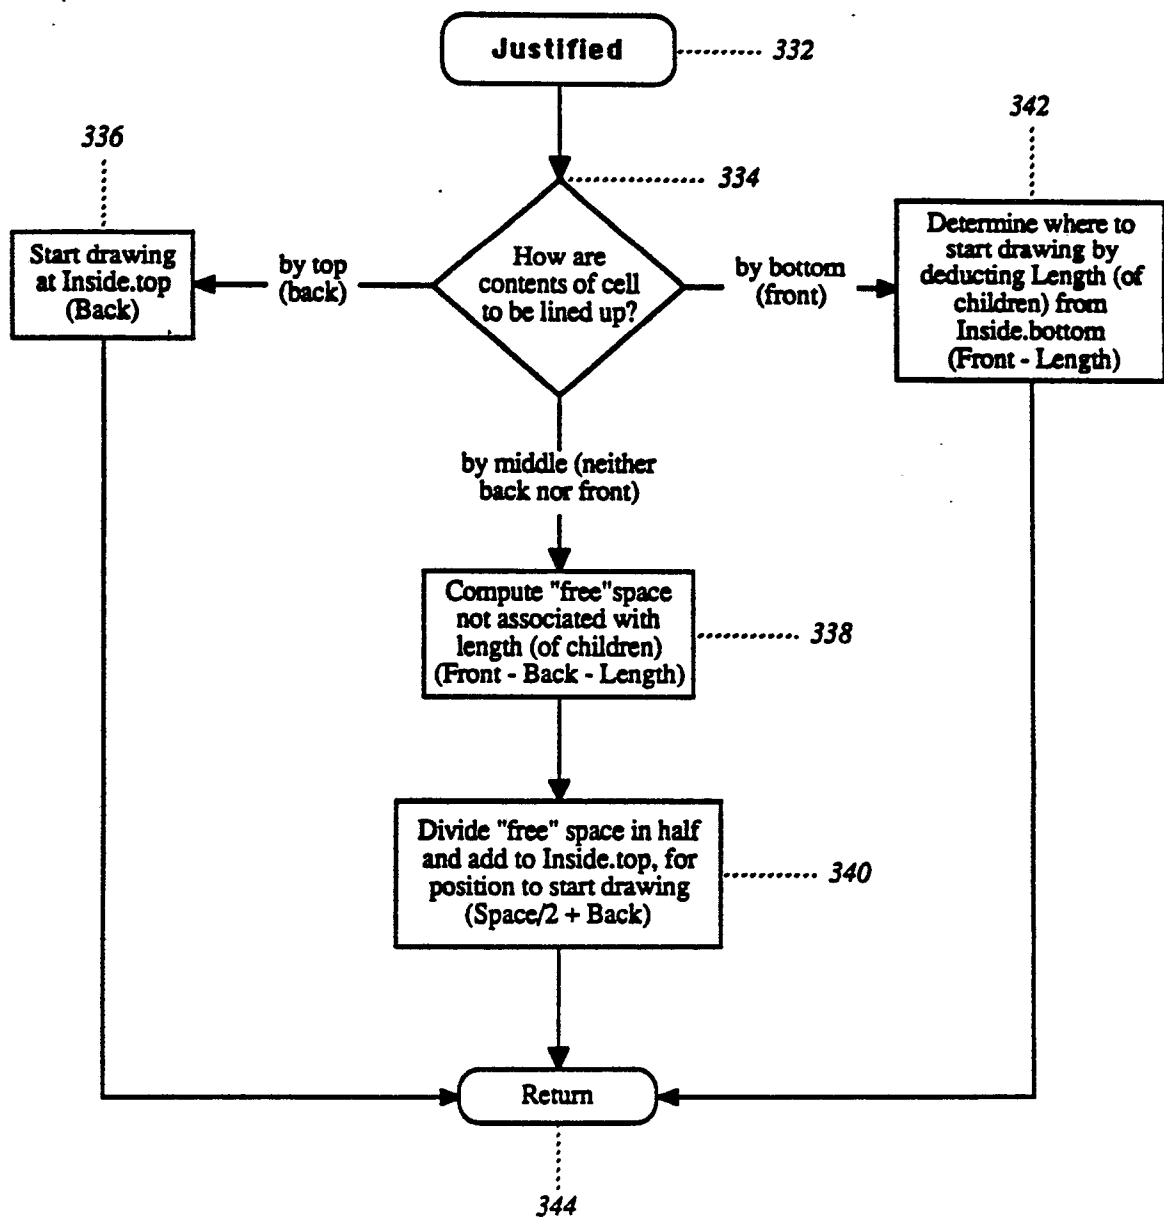 Justified
332
334
336
342
Start drawing
at Inside.top
(Back)
by top
(back)
How are
contents of cell
to be lined up?
by bottom
(front)
Determine where to
start drawing by
deducting Length (of
children) from
Inside.bottom
(Front - Length)
by middle (neither
back nor front)
Compute "free"space
not associated with
length (of children)
(Front - Back - Length)
338
Divide "free" space in half
and add to Inside.top, for
position to start drawing
(Space/2 + Back)
340
Return
344